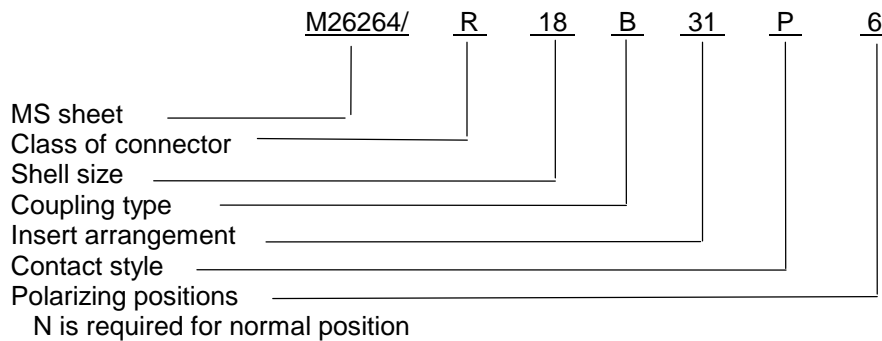 M26264/ R 18 B 31 P 6
MS sheet
Class of connector
Shell size
Coupling type
Insert arrangement
Contact style
Polarizing positions
N is required for normal position